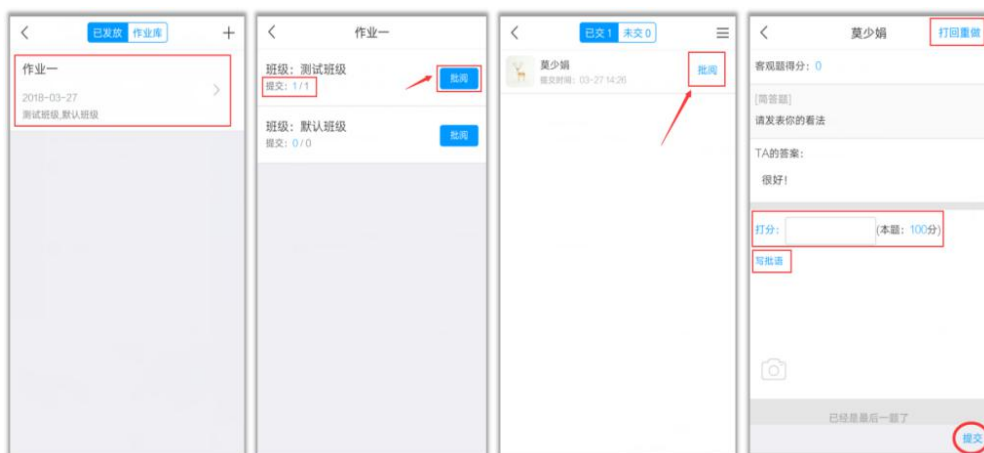 已发放 作业库
作业一
2018-03-27
测试班级,默认班级
作业一
班级：测试班级
提交：1/1
批阅
班级：默认班级
提交：0/0
批阅
已交1 未交0
莫少娟
提交时间：03-27 14:26
批阅
莫少娟
打回重做
客观题得分：0
[简答题]
请发表你的看法
TA的答案：
很好！
打分：
(本题：100分)
写批语
已经是最后一题了
提交